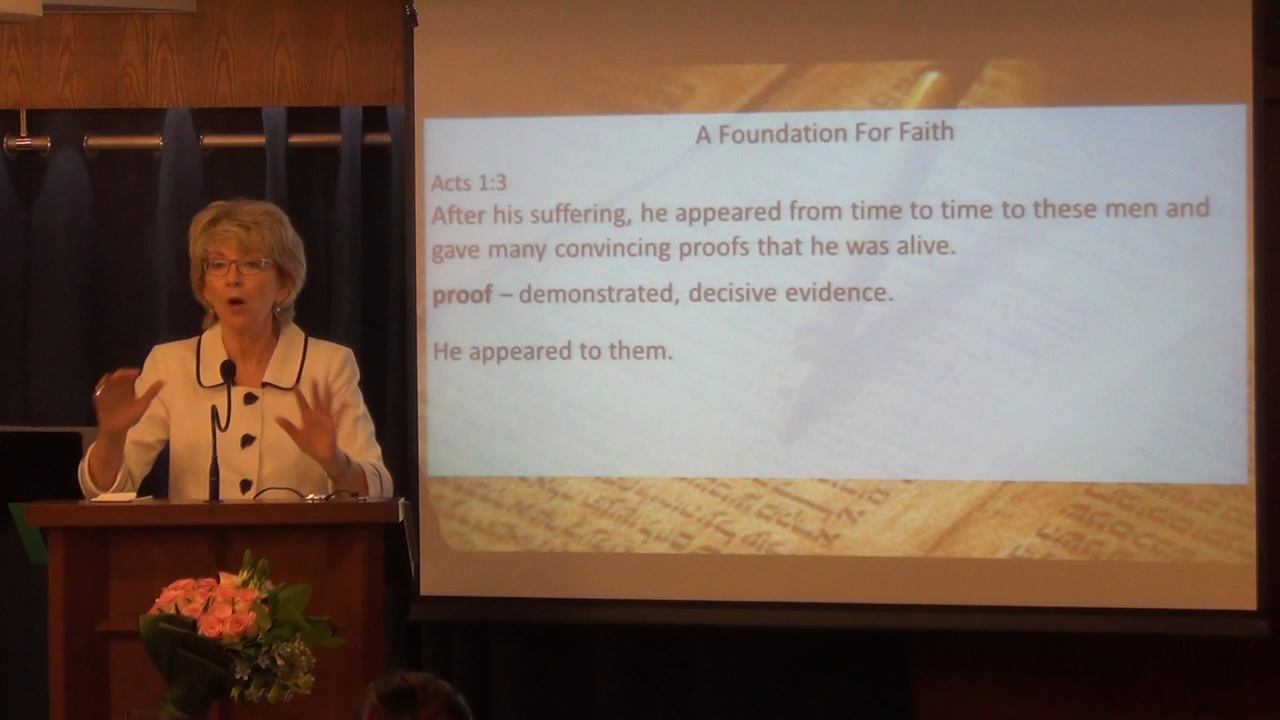 A Foundation For Faith
Acts 1:3
After his suffering, he appeared from time to time to these men and
gave many convincing proofs that he was alive.
proof – demonstrated, decisive evidence.
He appeared to them.